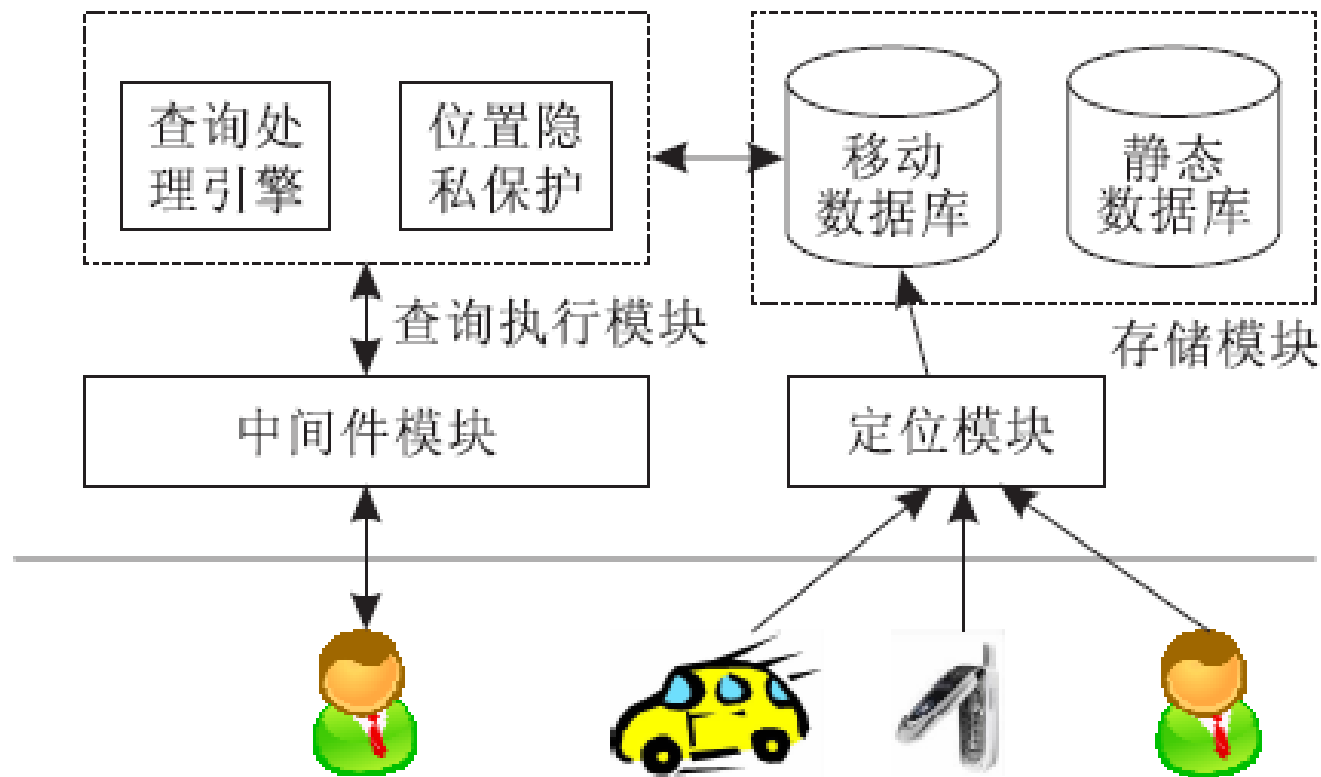 查询处
理引擎
位置隐
私保护
移动
数据库
静态
数据库
查询执行模块
存储模块
中间件模块
定位模块